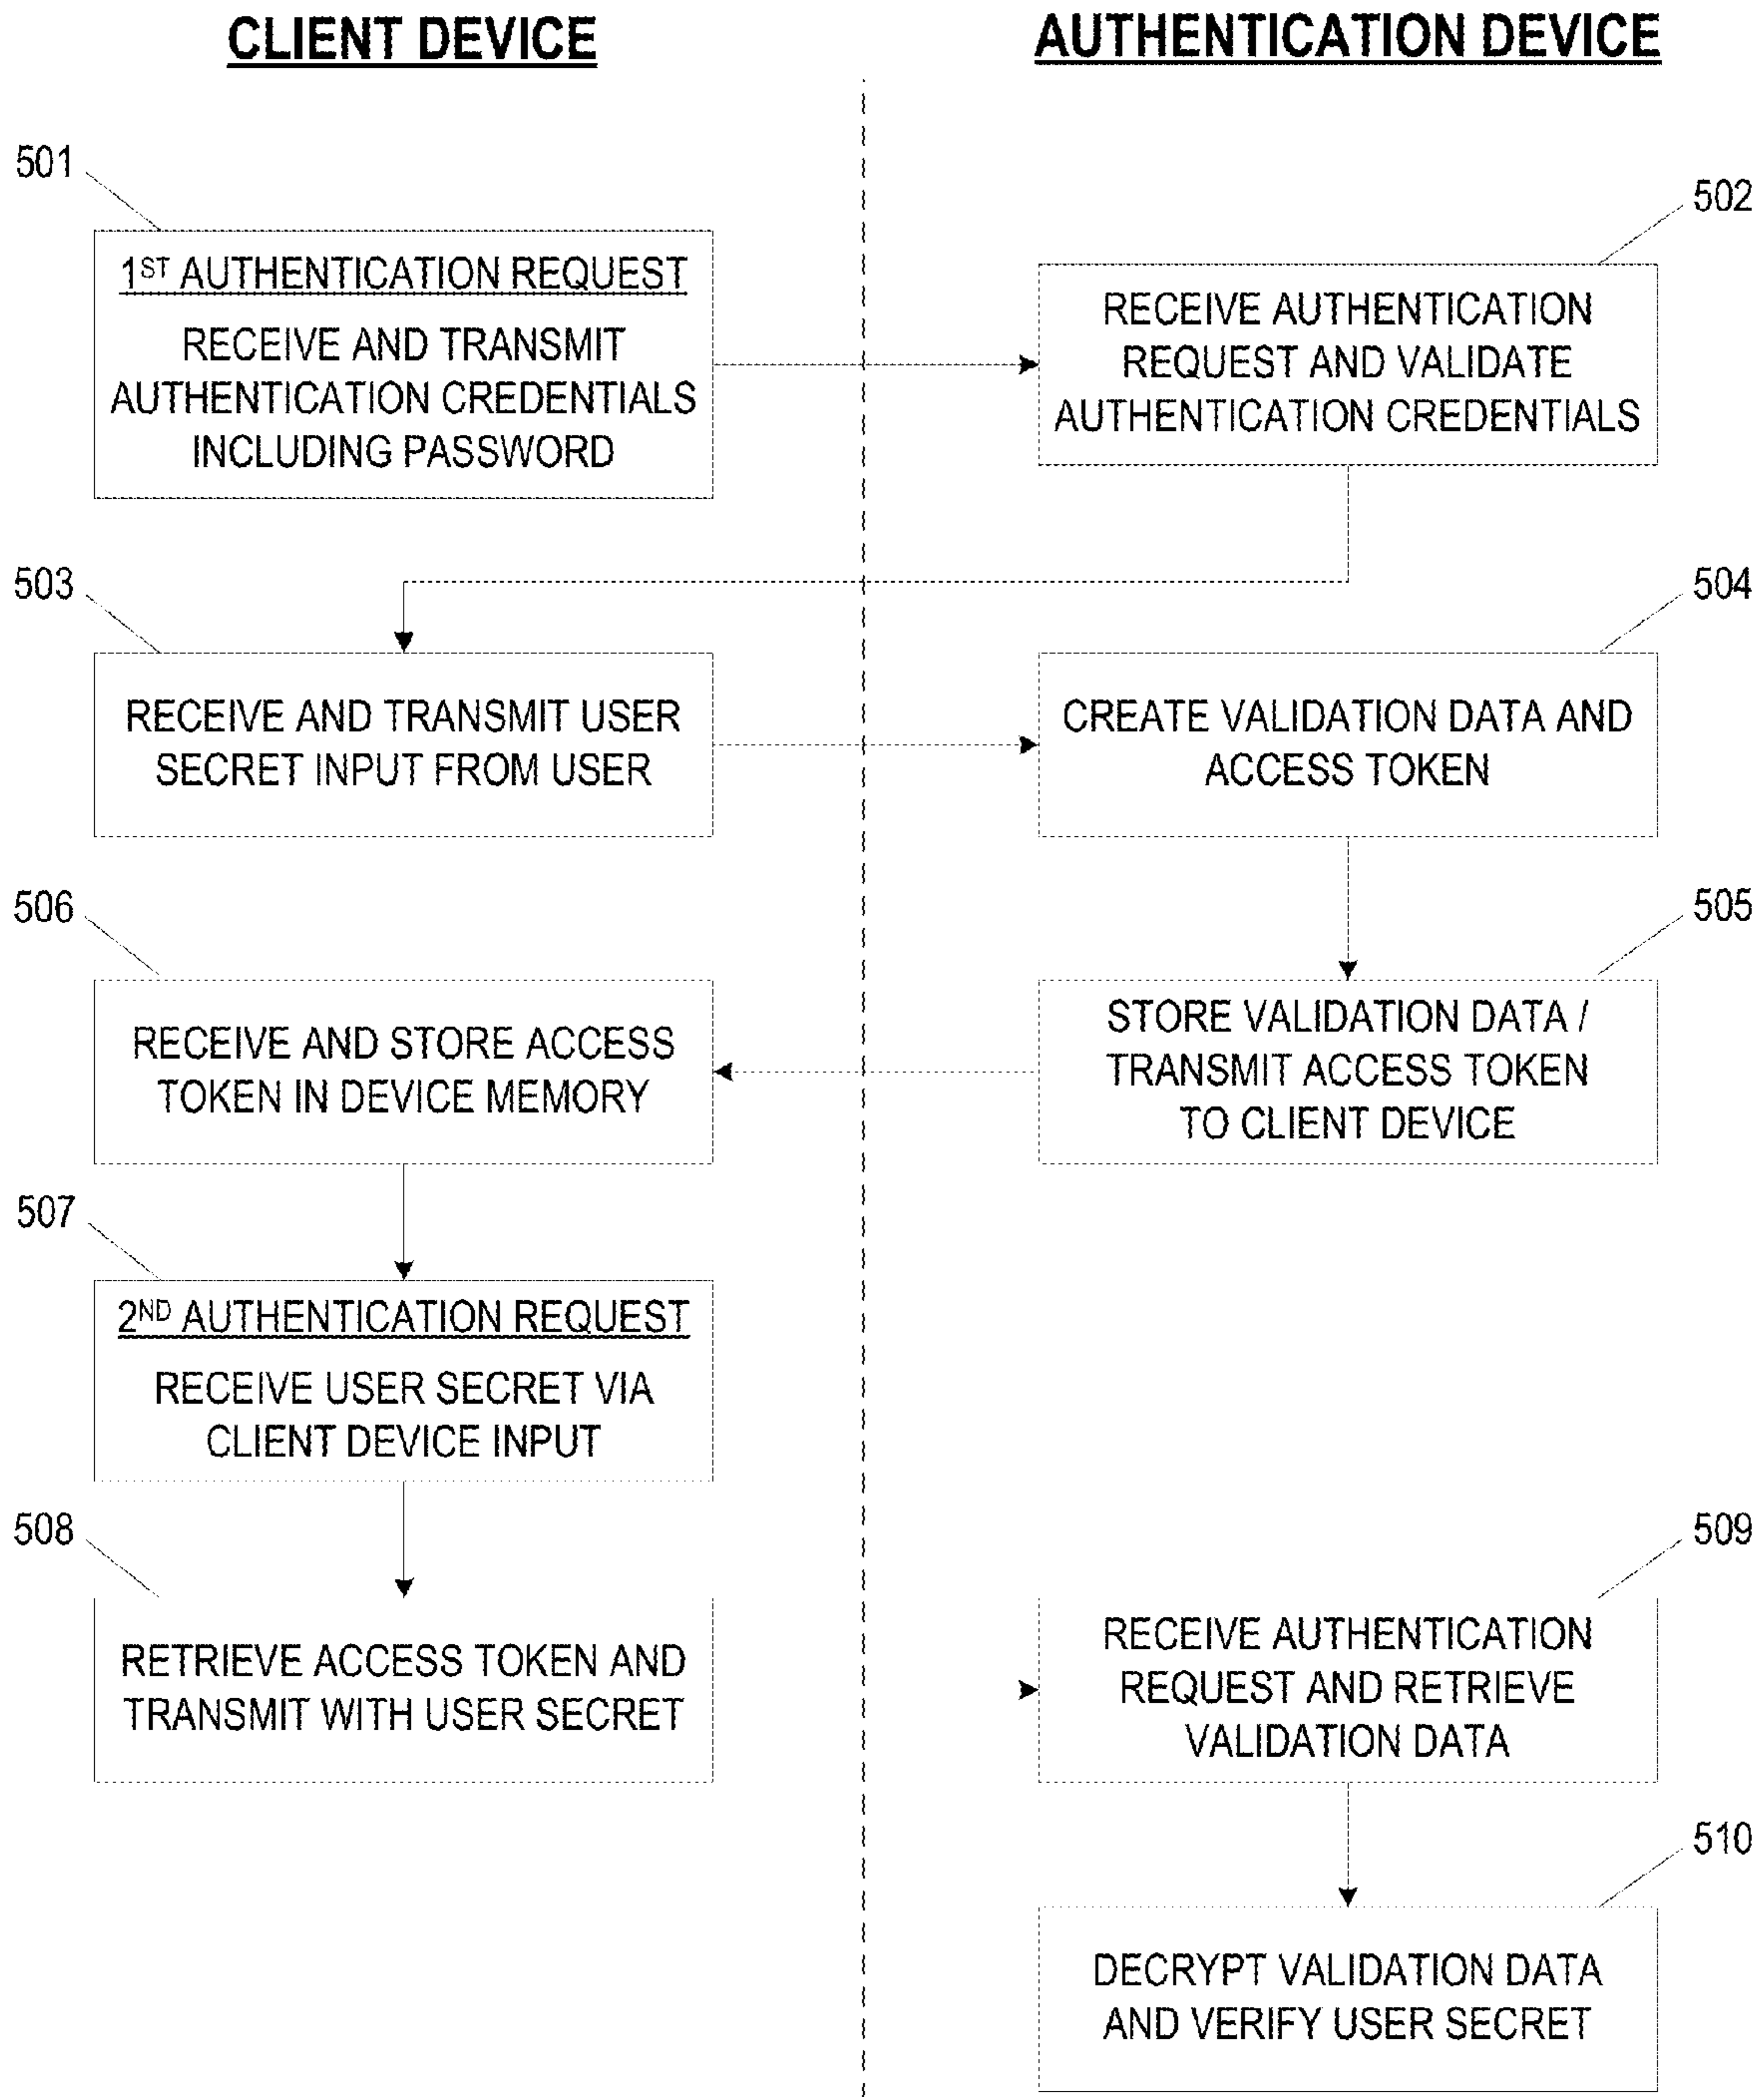 CLIENT DEVICE
AUTHENTICATION DEVICE
501
1ST AUTHENTICATION REQUEST
RECEIVE AND TRANSMIT
AUTHENTICATION CREDENTIALS
INCLUDING PASSWORD
502
RECEIVE AUTHENTICATION
REQUEST AND VALIDATE
AUTHENTICATION CREDENTIALS
503
RECEIVE AND TRANSMIT USER
SECRET INPUT FROM USER
504
CREATE VALIDATION DATA AND
ACCESS TOKEN
505
STORE VALIDATION DATA /
TRANSMIT ACCESS TOKEN
TO CLIENT DEVICE
506
RECEIVE AND STORE ACCESS
TOKEN IN DEVICE MEMORY
507
2ND AUTHENTICATION REQUEST
RECEIVE USER SECRET VIA
CLIENT DEVICE INPUT
508
RETRIEVE ACCESS TOKEN AND
TRANSMIT WITH USER SECRET
509
RECEIVE AUTHENTICATION
REQUEST AND RETRIEVE
VALIDATION DATA
510
DECRYPT VALIDATION DATA
AND VERIFY USER SECRET